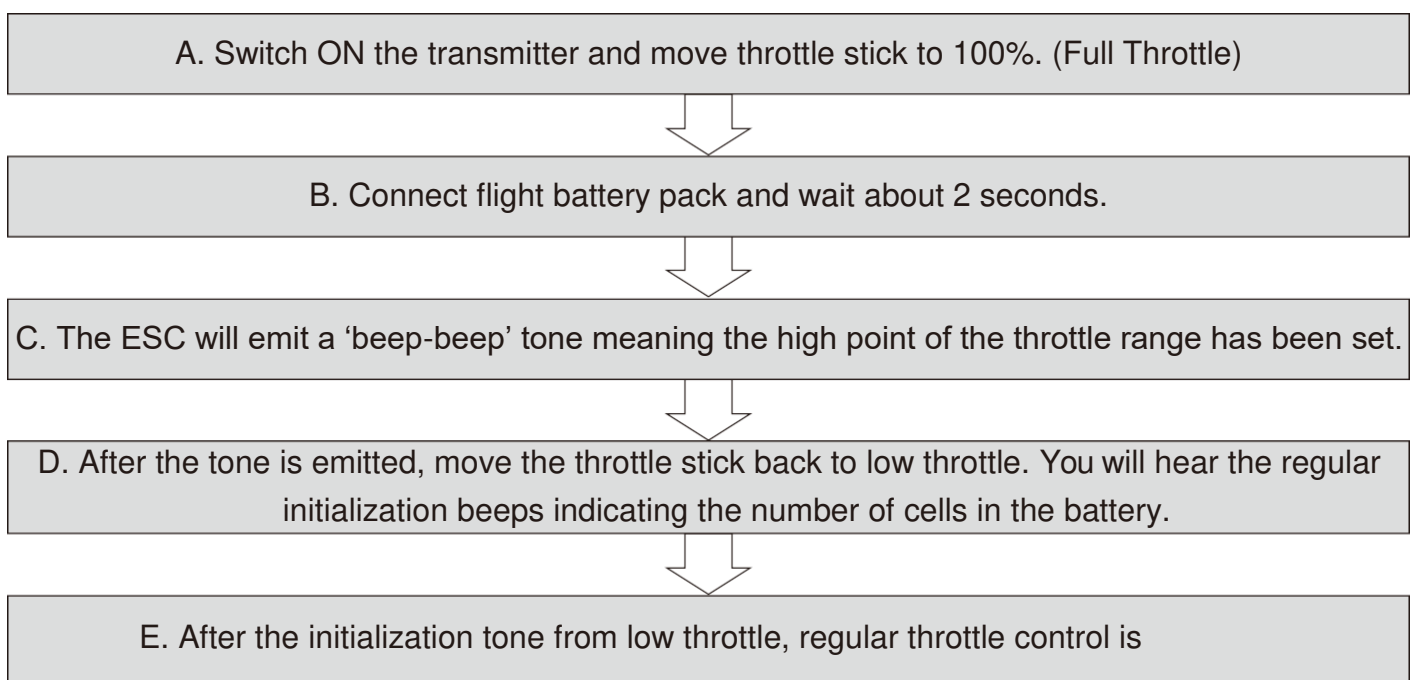 A. Switch ON the transmitter and move throttle stick to 100%. (Full Throttle)
B. Connect flight battery pack and wait about 2 seconds.
C. The ESC will emit a ‘beep-beep’ tone meaning the high point of the throttle range has been set.
D. After the tone is emitted, move the throttle stick back to low throttle. You will hear the regular
initialization beeps indicating the number of cells in the battery.
E. After the initialization tone from low throttle, regular throttle control is